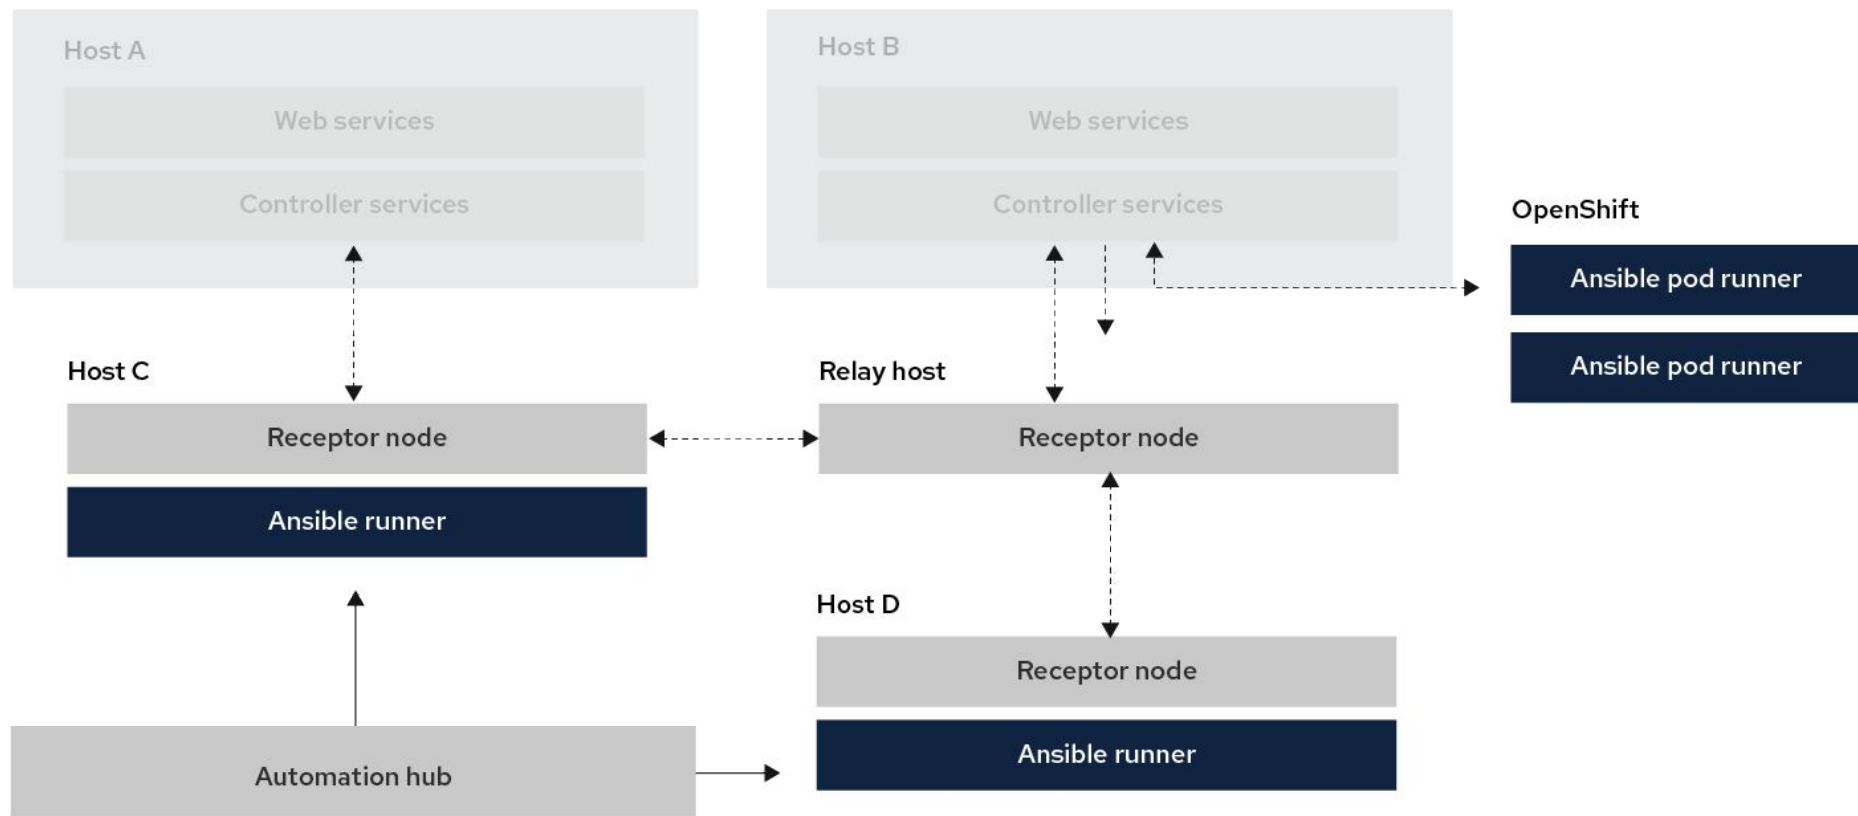 Host A
Web services
Controller services
Host B
Web services
Controller services
OpenShift
Ansible pod runner
Ansible pod runner
Host C
Receptor node
Ansible runner
Relay host
Receptor node
Host D
Receptor node
Ansible runner
Automation hub